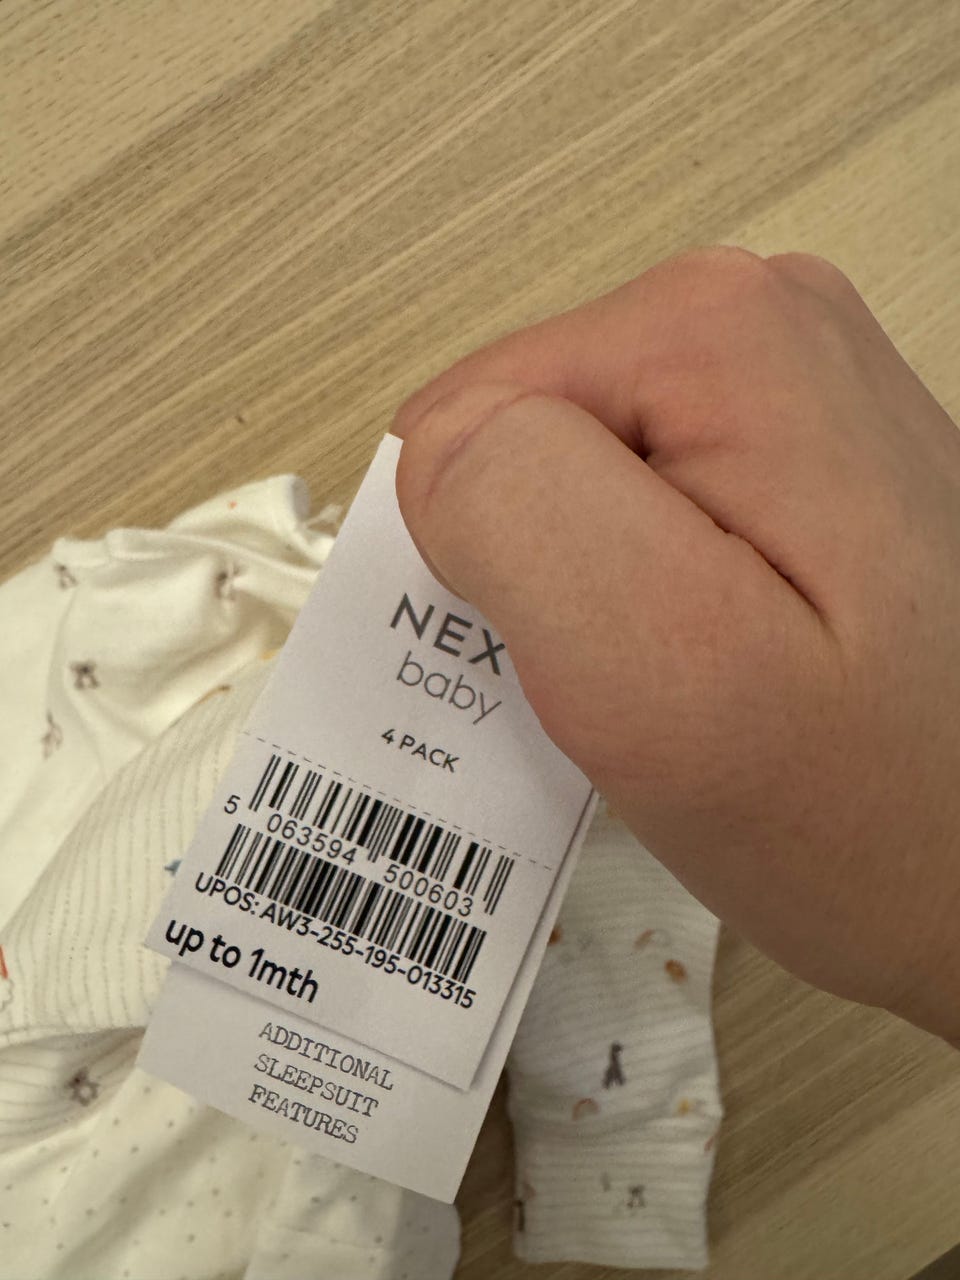 NEX
baby
4 PACK
5 063594 500603
UPOS: AW3-255-195-013315
up to 1mth
ADDITIONAL
SLEEPSUIT
FEATURES